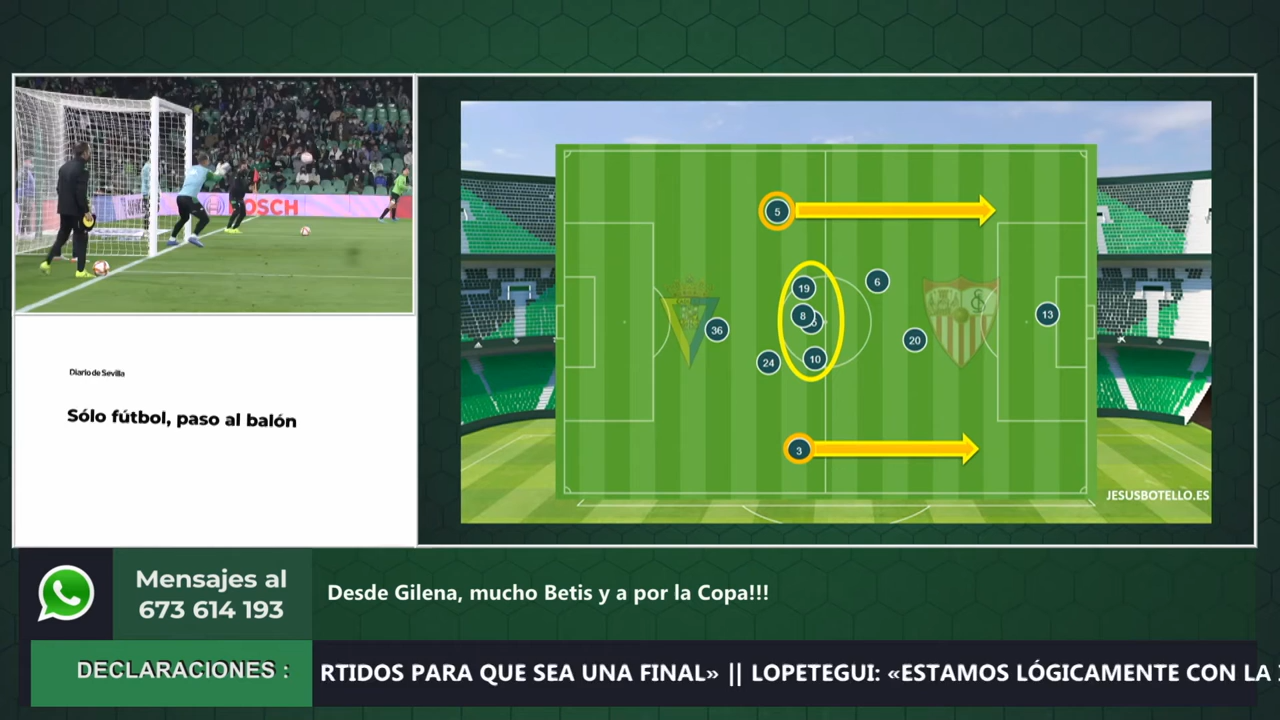 OSCH
Diario de Sevilla
Sólo fútbol, paso al balón
5
19
6
8
13
36
20
24
10
3
JESUSBOTELLO.ES
Mensajes al
673 614 193
Desde Gilena, mucho Betis y a por la Copa!!!
DECLARACIONES :
RTIDOS PARA QUE SEA UNA FINAL» || LOPETEGUI: «ESTAMOS LÓGICAMENTE CON LA